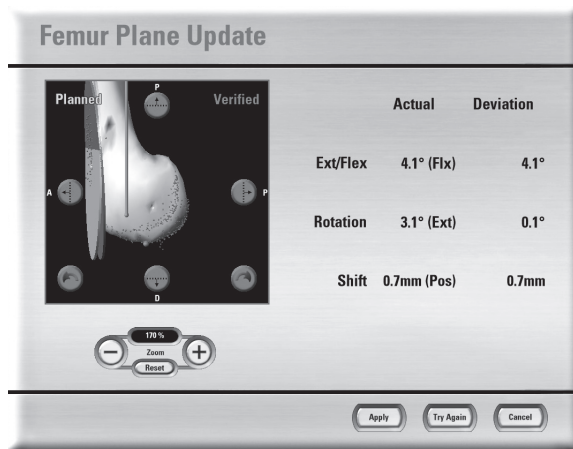 Femur Plane Update
Planned
P
Verified
A
P
D
170 %
Zoom
Reset
Actual Deviation
Ext/Flex 4.1° (Flx) 4.1°
Rotation 3.1° (Ext) 0.1°
Shift 0.7mm (Pos) 0.7mm
Apply Try Again Cancel